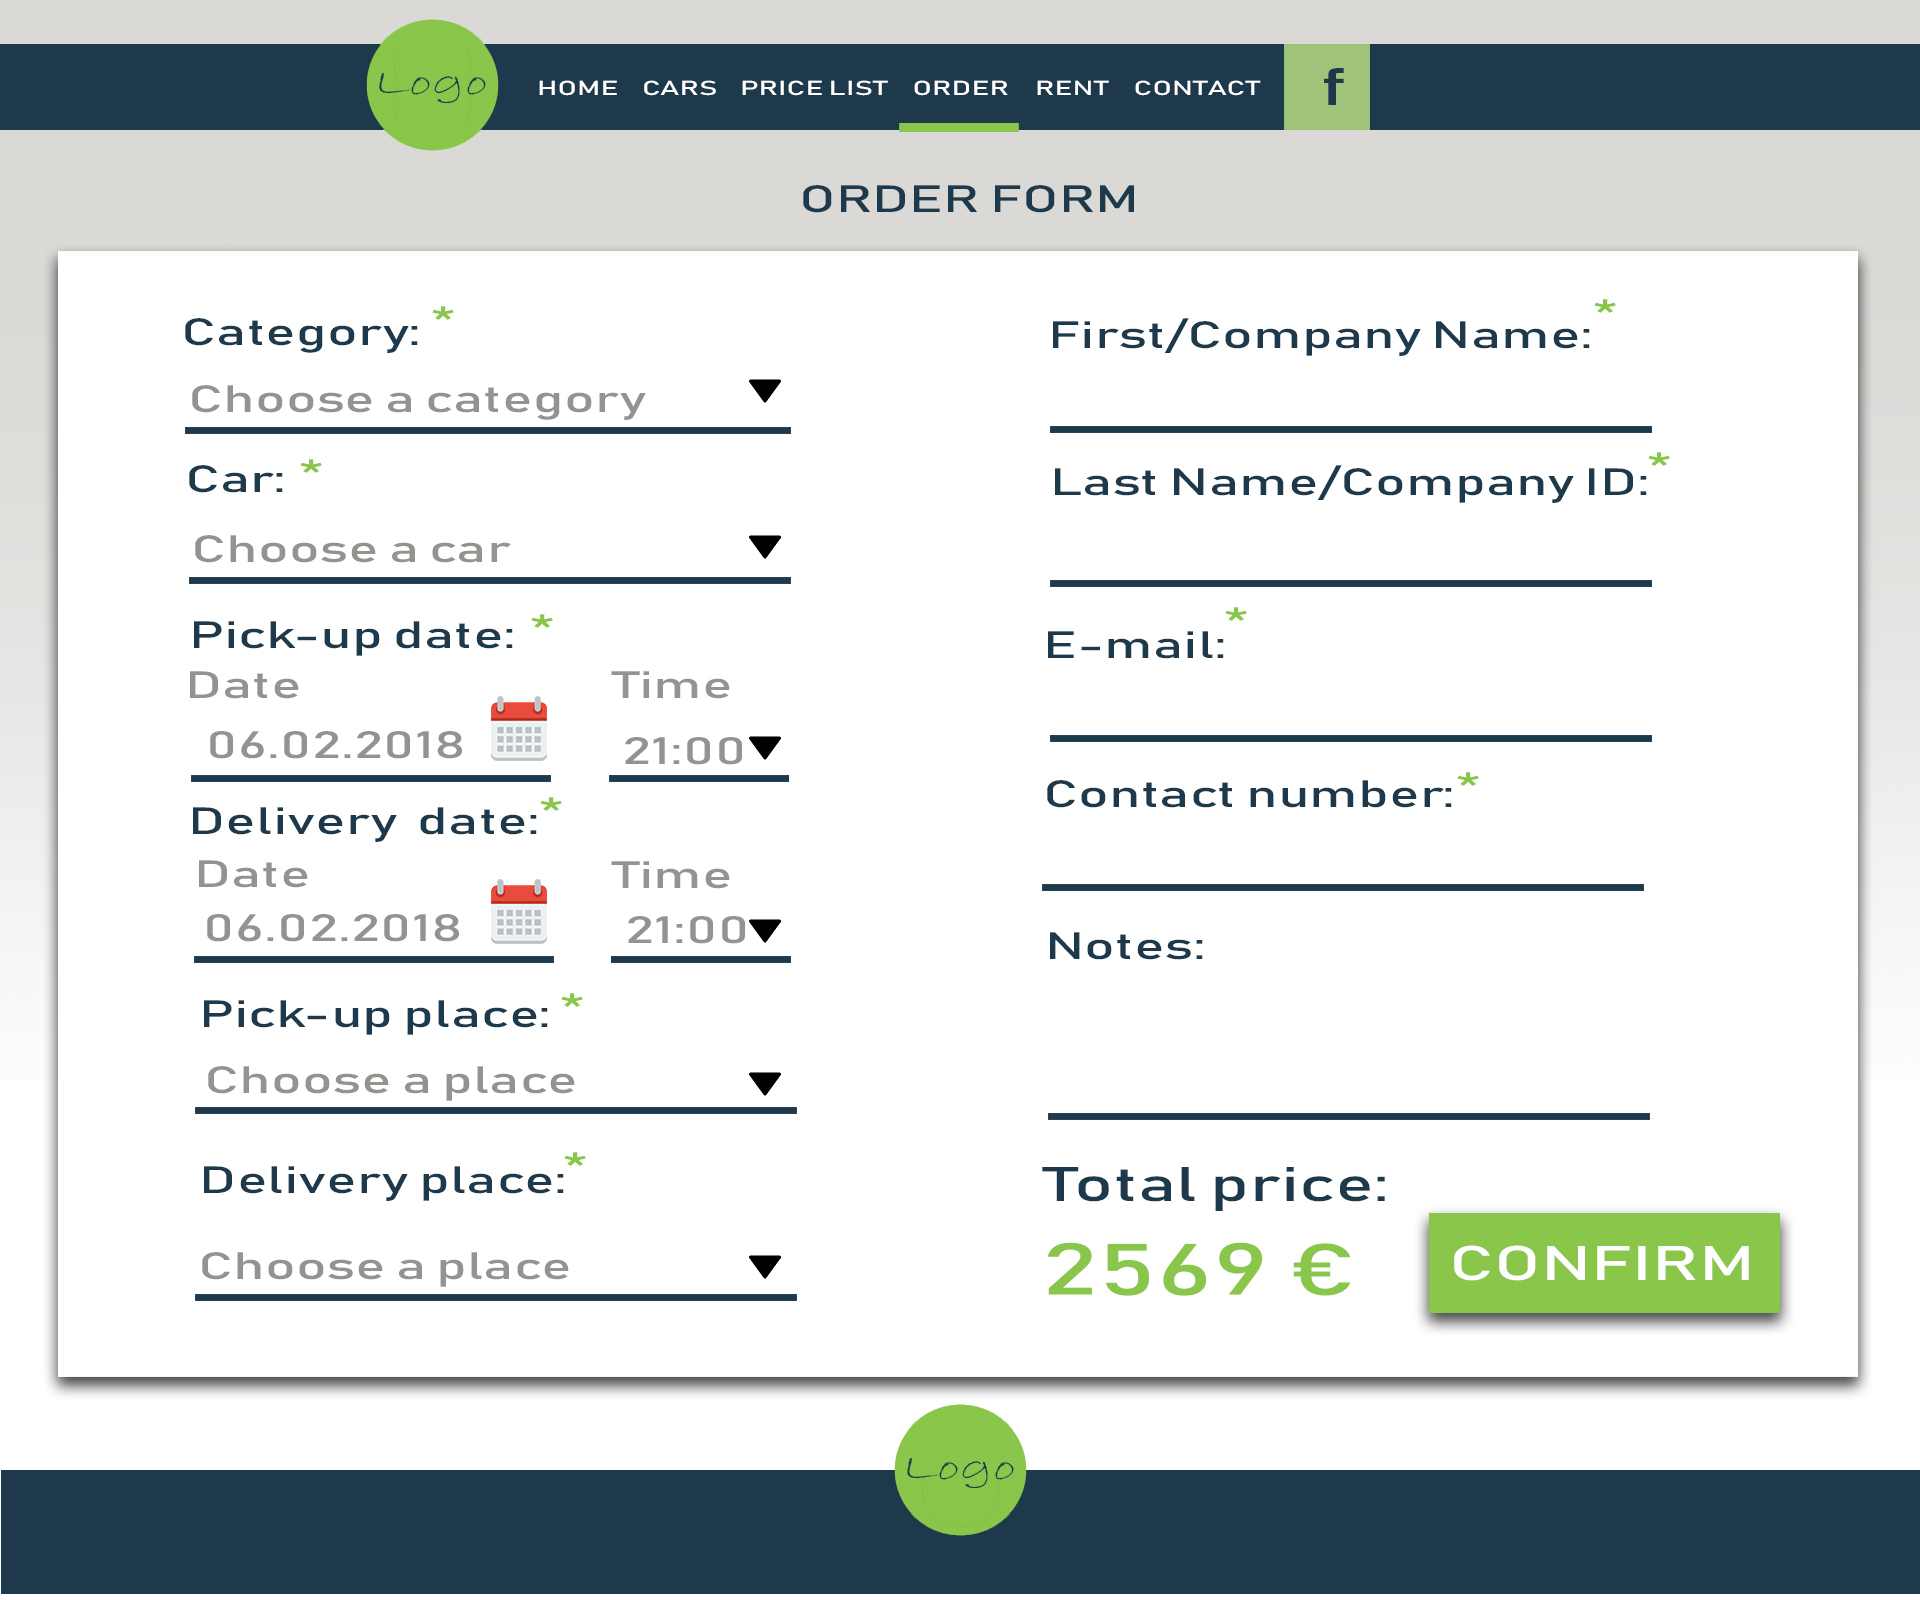 Logo
HOME CARS PRICE LIST ORDER RENT CONTACT f
ORDER FORM
Category: *
Choose a category
Car: *
Choose a car
Pick-up date: *
Date Time
06.02.2018 21:00
Delivery date:*
Date Time
06.02.2018 21:00
Pick-up place: *
Choose a place
Delivery place:*
Choose a place
First/Company Name:*
Last Name/Company ID:*
E-mail:*
Contact number:*
Notes:
Total price:
2569 €
CONFIRM
Logo